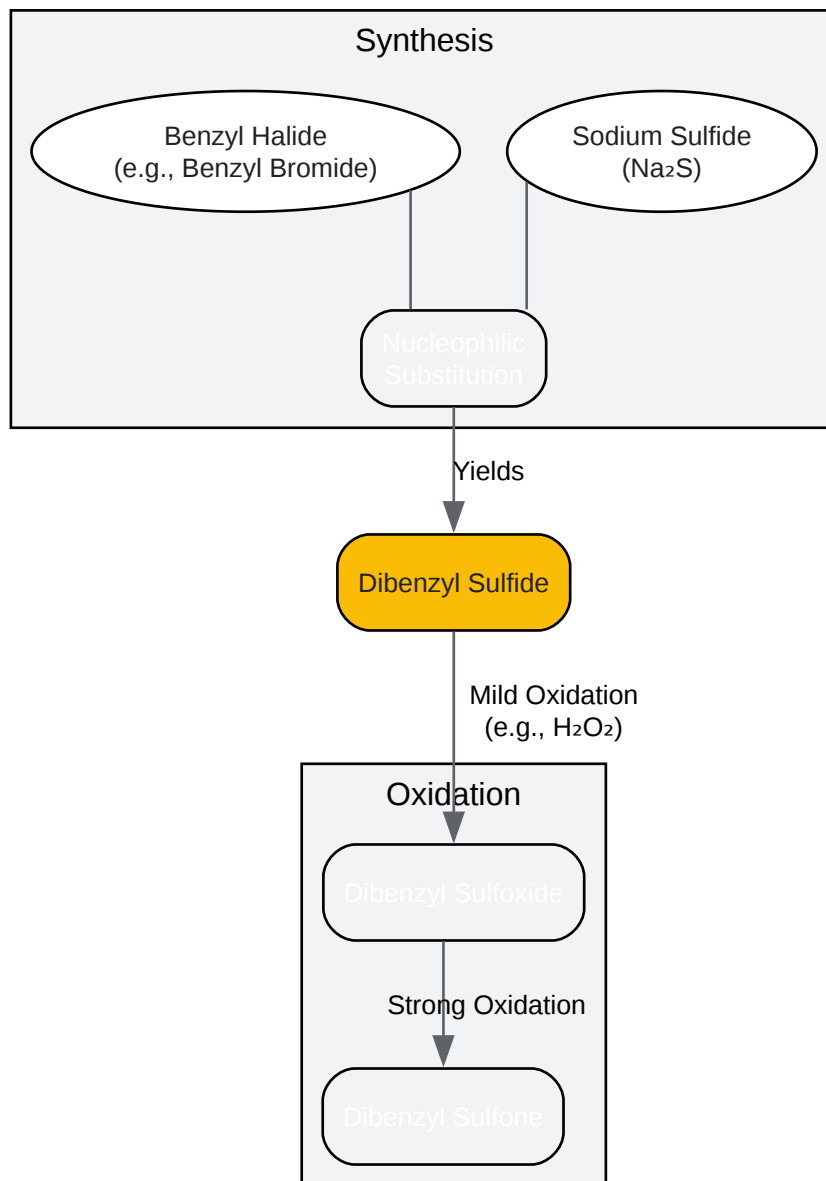 Synthesis
Benzyl Halide
(e.g., Benzyl Bromide)
Sodium Sulfide
(Na₂S)
Nucleophilic
Substitution
Yields
Dibenzyl Sulfide
Mild Oxidation
(e.g., H₂O₂)
Oxidation
Dibenzyl Sulfoxide
Strong Oxidation
Dibenzyl Sulfone